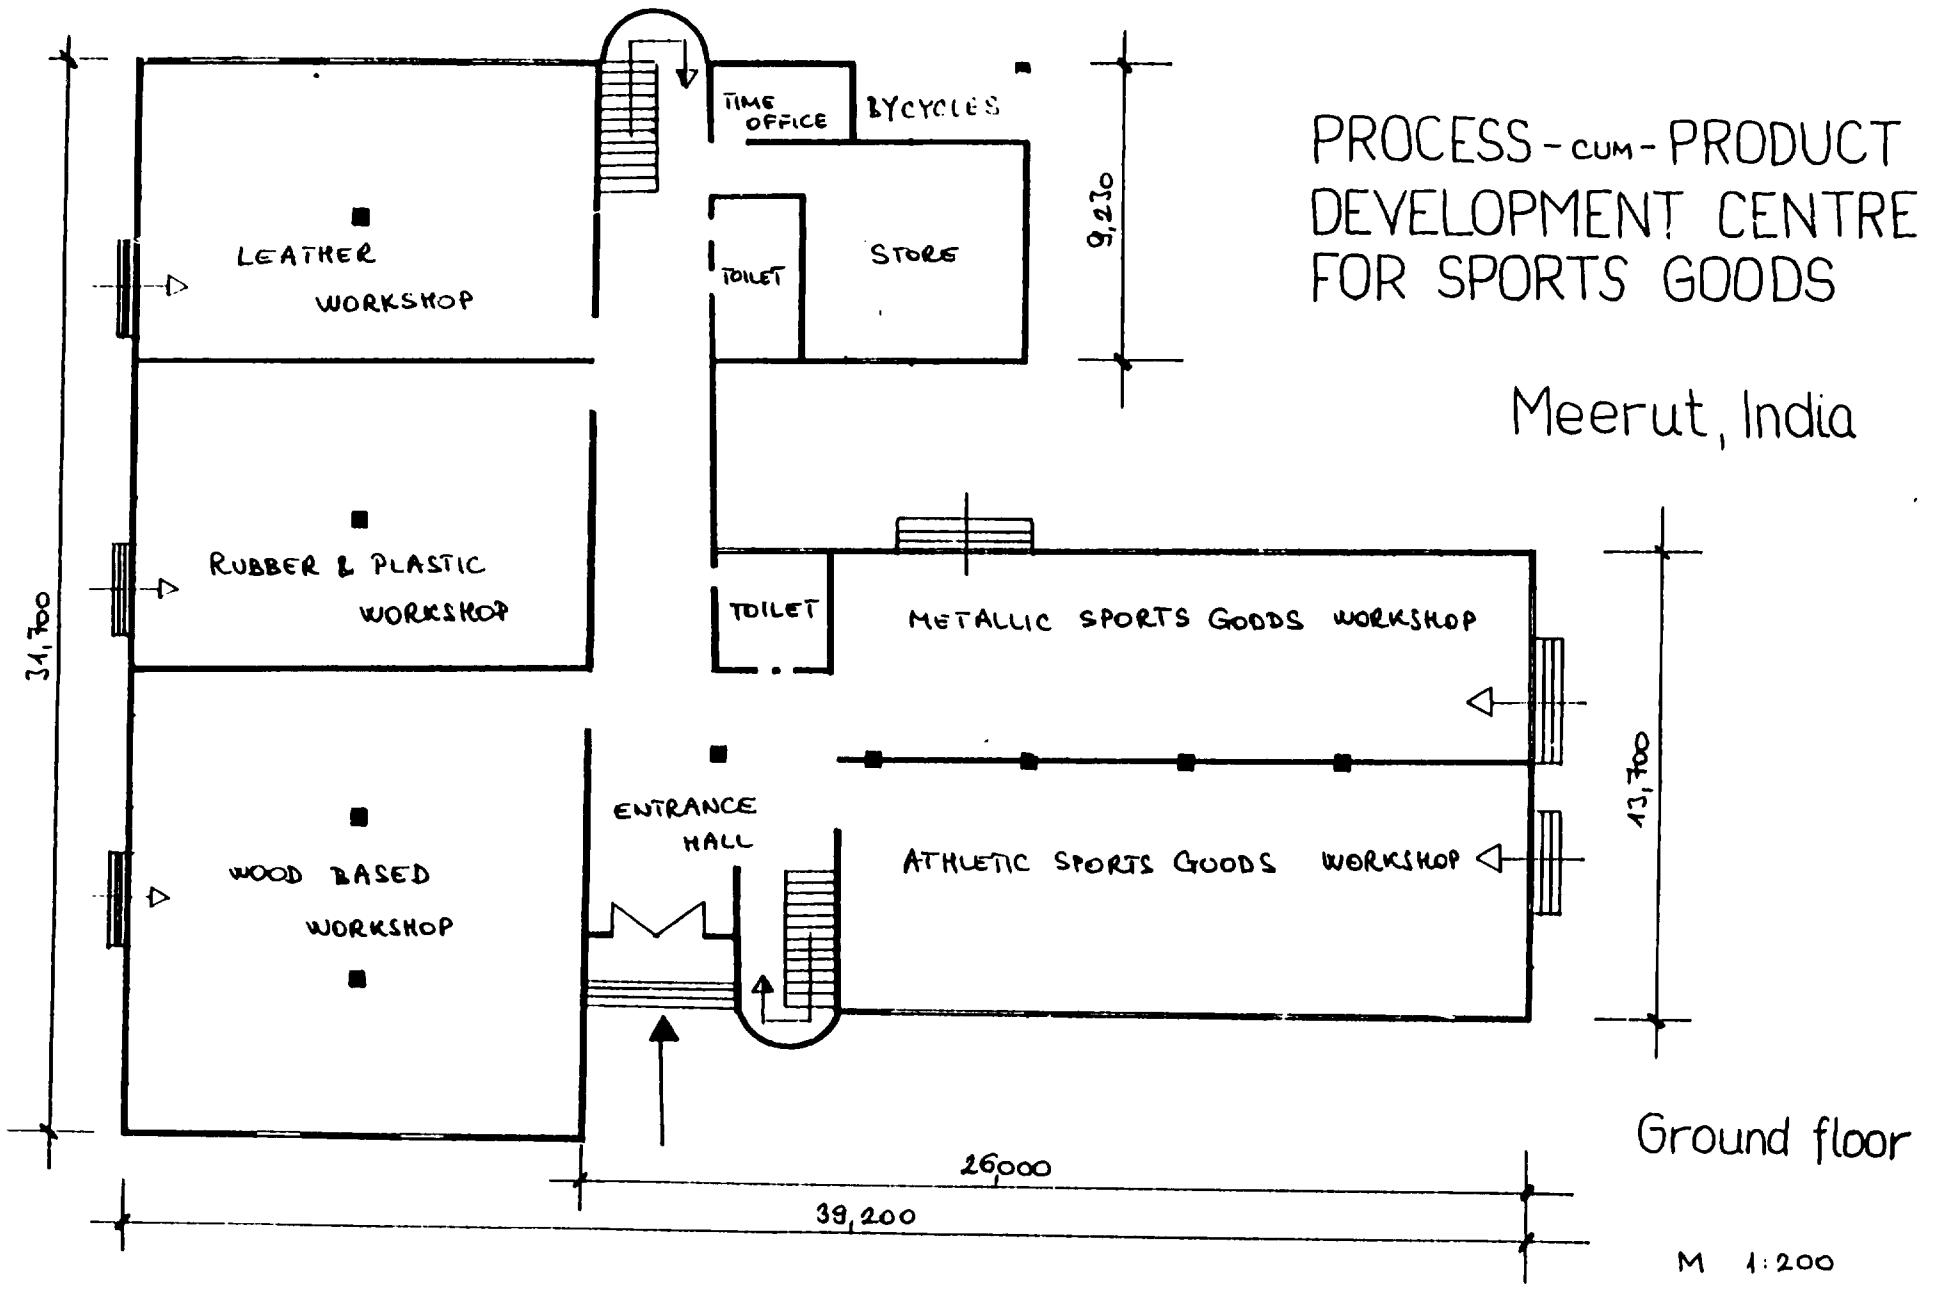 PROCESS-CUM-PRODUCT
DEVELOPMENT CENTRE
FOR SPORTS GOODS
Meerut, India
TIME
OFFICE
BYCYCLES
LEATHER
WORKSHOP
TOILET
STORE
9,230
RUBBER & PLASTIC
WORKSHOP
TOILET
METALLIC SPORTS GOODS WORKSHOP
31,700
13,700
ENTRANCE
HALL
WOOD BASED
WORKSHOP
ATHLETIC SPORTS GOODS WORKSHOP
Ground floor
26,000
39,200
M 1:200